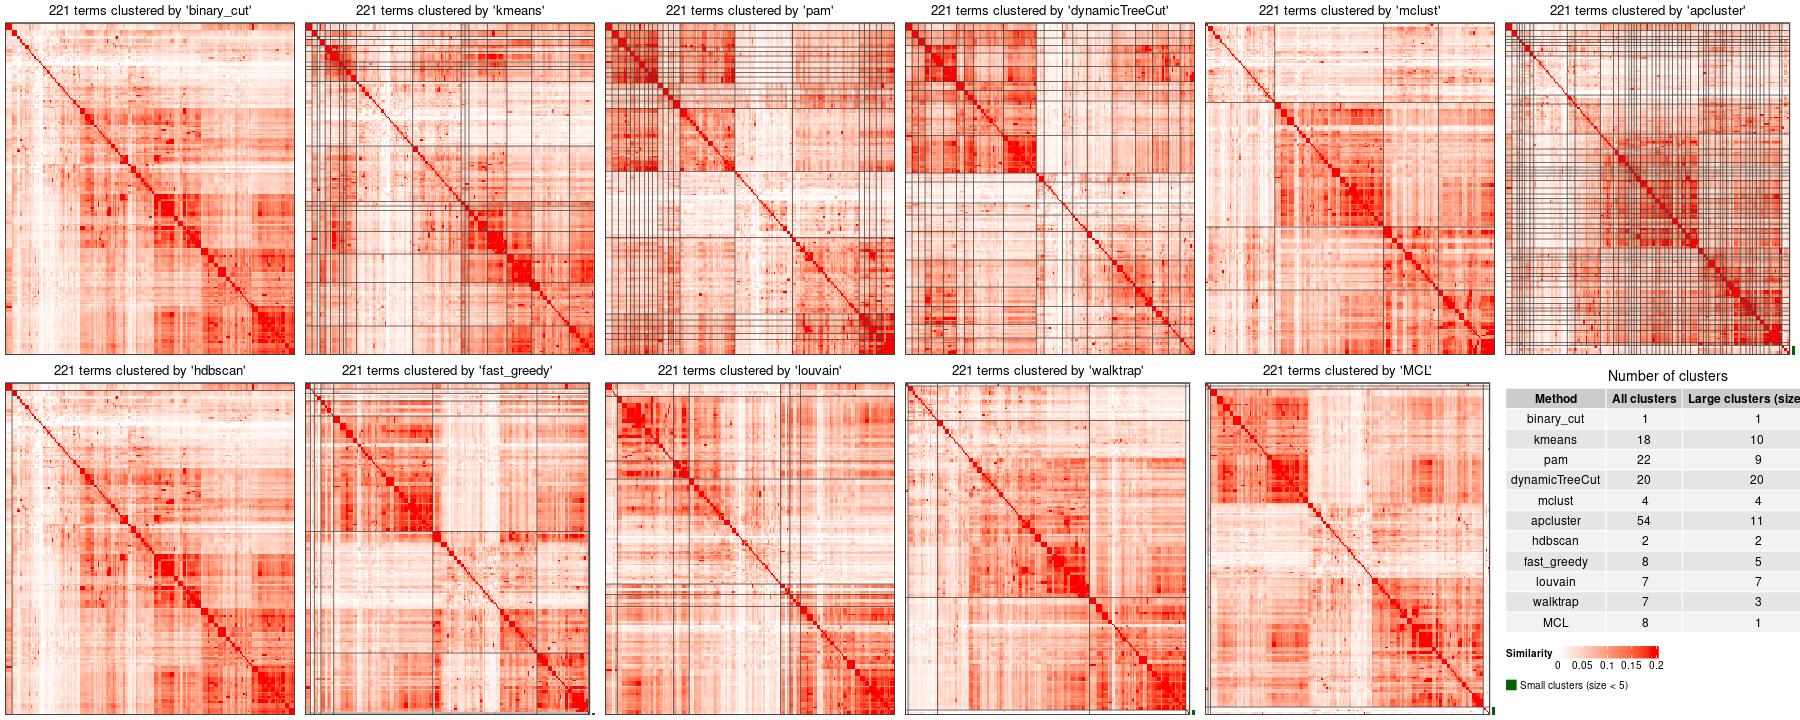 221 terms clustered by 'binary_cut'
221 terms clustered by 'kmeans'
221 terms clustered by 'pam'
221 terms clustered by 'dynamicTreeCut'
221 terms clustered by 'mclust'
221 terms clustered by 'apcluster'
221 terms clustered by 'hdbscan'
221 terms clustered by 'fast_greedy'
221 terms clustered by 'louvain'
221 terms clustered by 'walktrap'
221 terms clustered by 'MCL'
Number of clusters
Method All clusters Large clusters (size
binary_cut 1 1
kmeans 18 10
pam 22 9
dynamicTreeCut 20 20
mclust 4 4
apcluster 54 11
hdbscan 2 2
fast_greedy 8 5
louvain 7 7
walktrap 7 3
MCL 8 1
Similarity
0 0.05 0.1 0.15 0.2
Small clusters (size < 5)